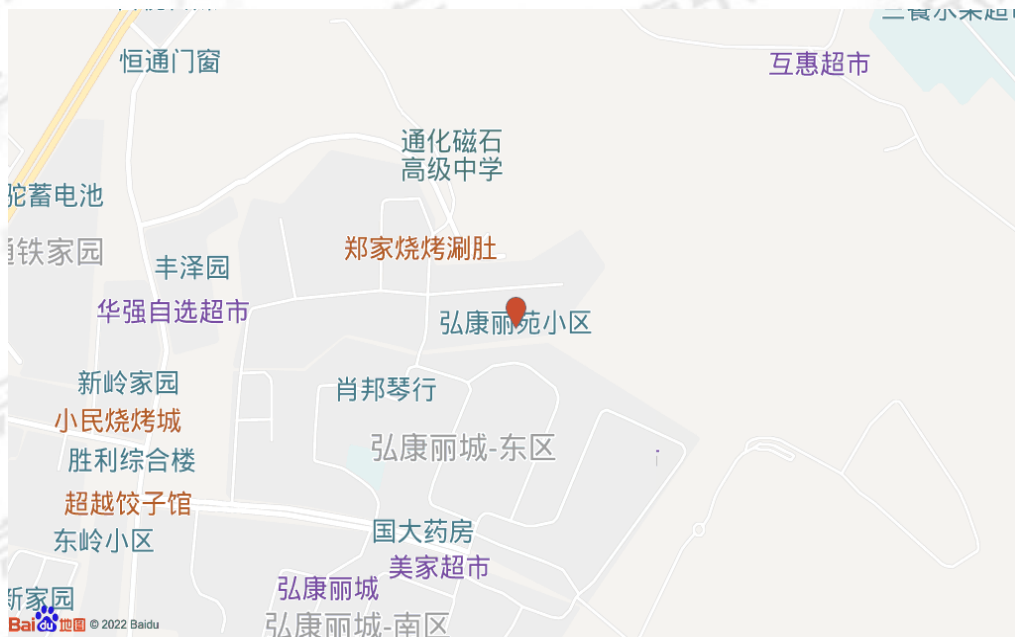 恒通门窗
互惠超市
通化磁石
高级中学
驼蓄电池
通铁家园
郑家烧烤涮肚
丰泽园
华强自选超市
弘康丽苑小区
新岭家园
肖邦琴行
小民烧烤城
弘康丽城-东区
胜利综合楼
超越饺子馆
国大药房
东岭小区
美家超市
弘康丽城
新家园
弘康丽城-南区
Bai du 地图 © 2022 Baidu